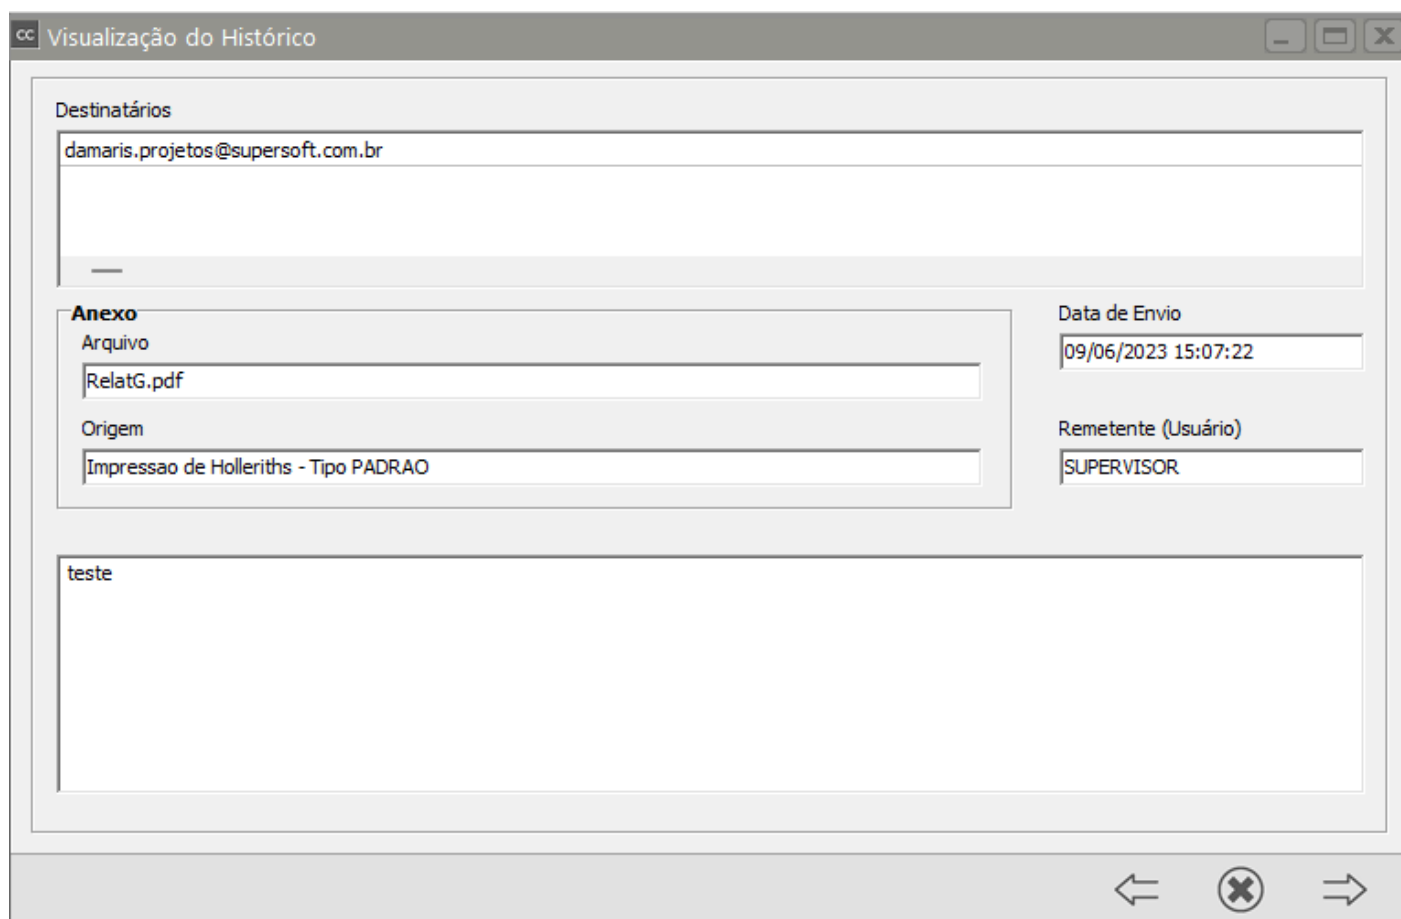 cc Visualização do Histórico
Destinatários
damaris.projetos@supersoft.com.br
Anexo
Arquivo
RelatG.pdf
Origem
Impressao de Holleriths - Tipo PADRAO
Data de Envio
09/06/2023 15:07:22
Remetente (Usuário)
SUPERVISOR
teste